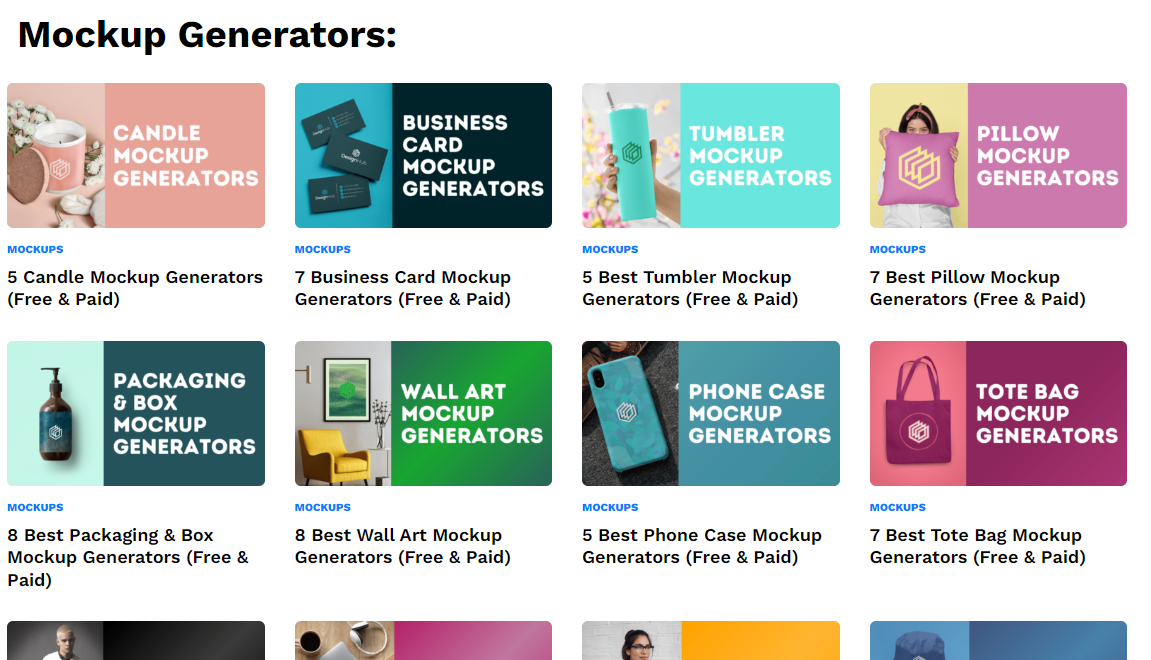 Mockup Generators:
CANDLE
MOCKUP
GENERATORS
BUSINESS
CARD
MOCKUP
GENERATORS
DesignHub
DesignHub
DesignHub
TUMBLER
MOCKUP
GENERATORS
PILLOW
MOCKUP
GENERATORS
MOCKUPS
5 Candle Mockup Generators
(Free & Paid)
MOCKUPS
7 Business Card Mockup
Generators (Free & Paid)
MOCKUPS
5 Best Tumbler Mockup
Generators (Free & Paid)
MOCKUPS
7 Best Pillow Mockup
Generators (Free & Paid)
PACKAGING
& BOX
MOCKUP
GENERATORS
WALL ART
MOCKUP
GENERATORS
PHONE CASE
MOCKUP
GENERATORS
TOTE BAG
MOCKUP
GENERATORS
MOCKUPS
8 Best Packaging & Box
Mockup Generators (Free &
Paid)
MOCKUPS
8 Best Wall Art Mockup
Generators (Free & Paid)
MOCKUPS
5 Best Phone Case Mockup
Generators (Free & Paid)
MOCKUPS
7 Best Tote Bag Mockup
Generators (Free & Paid)